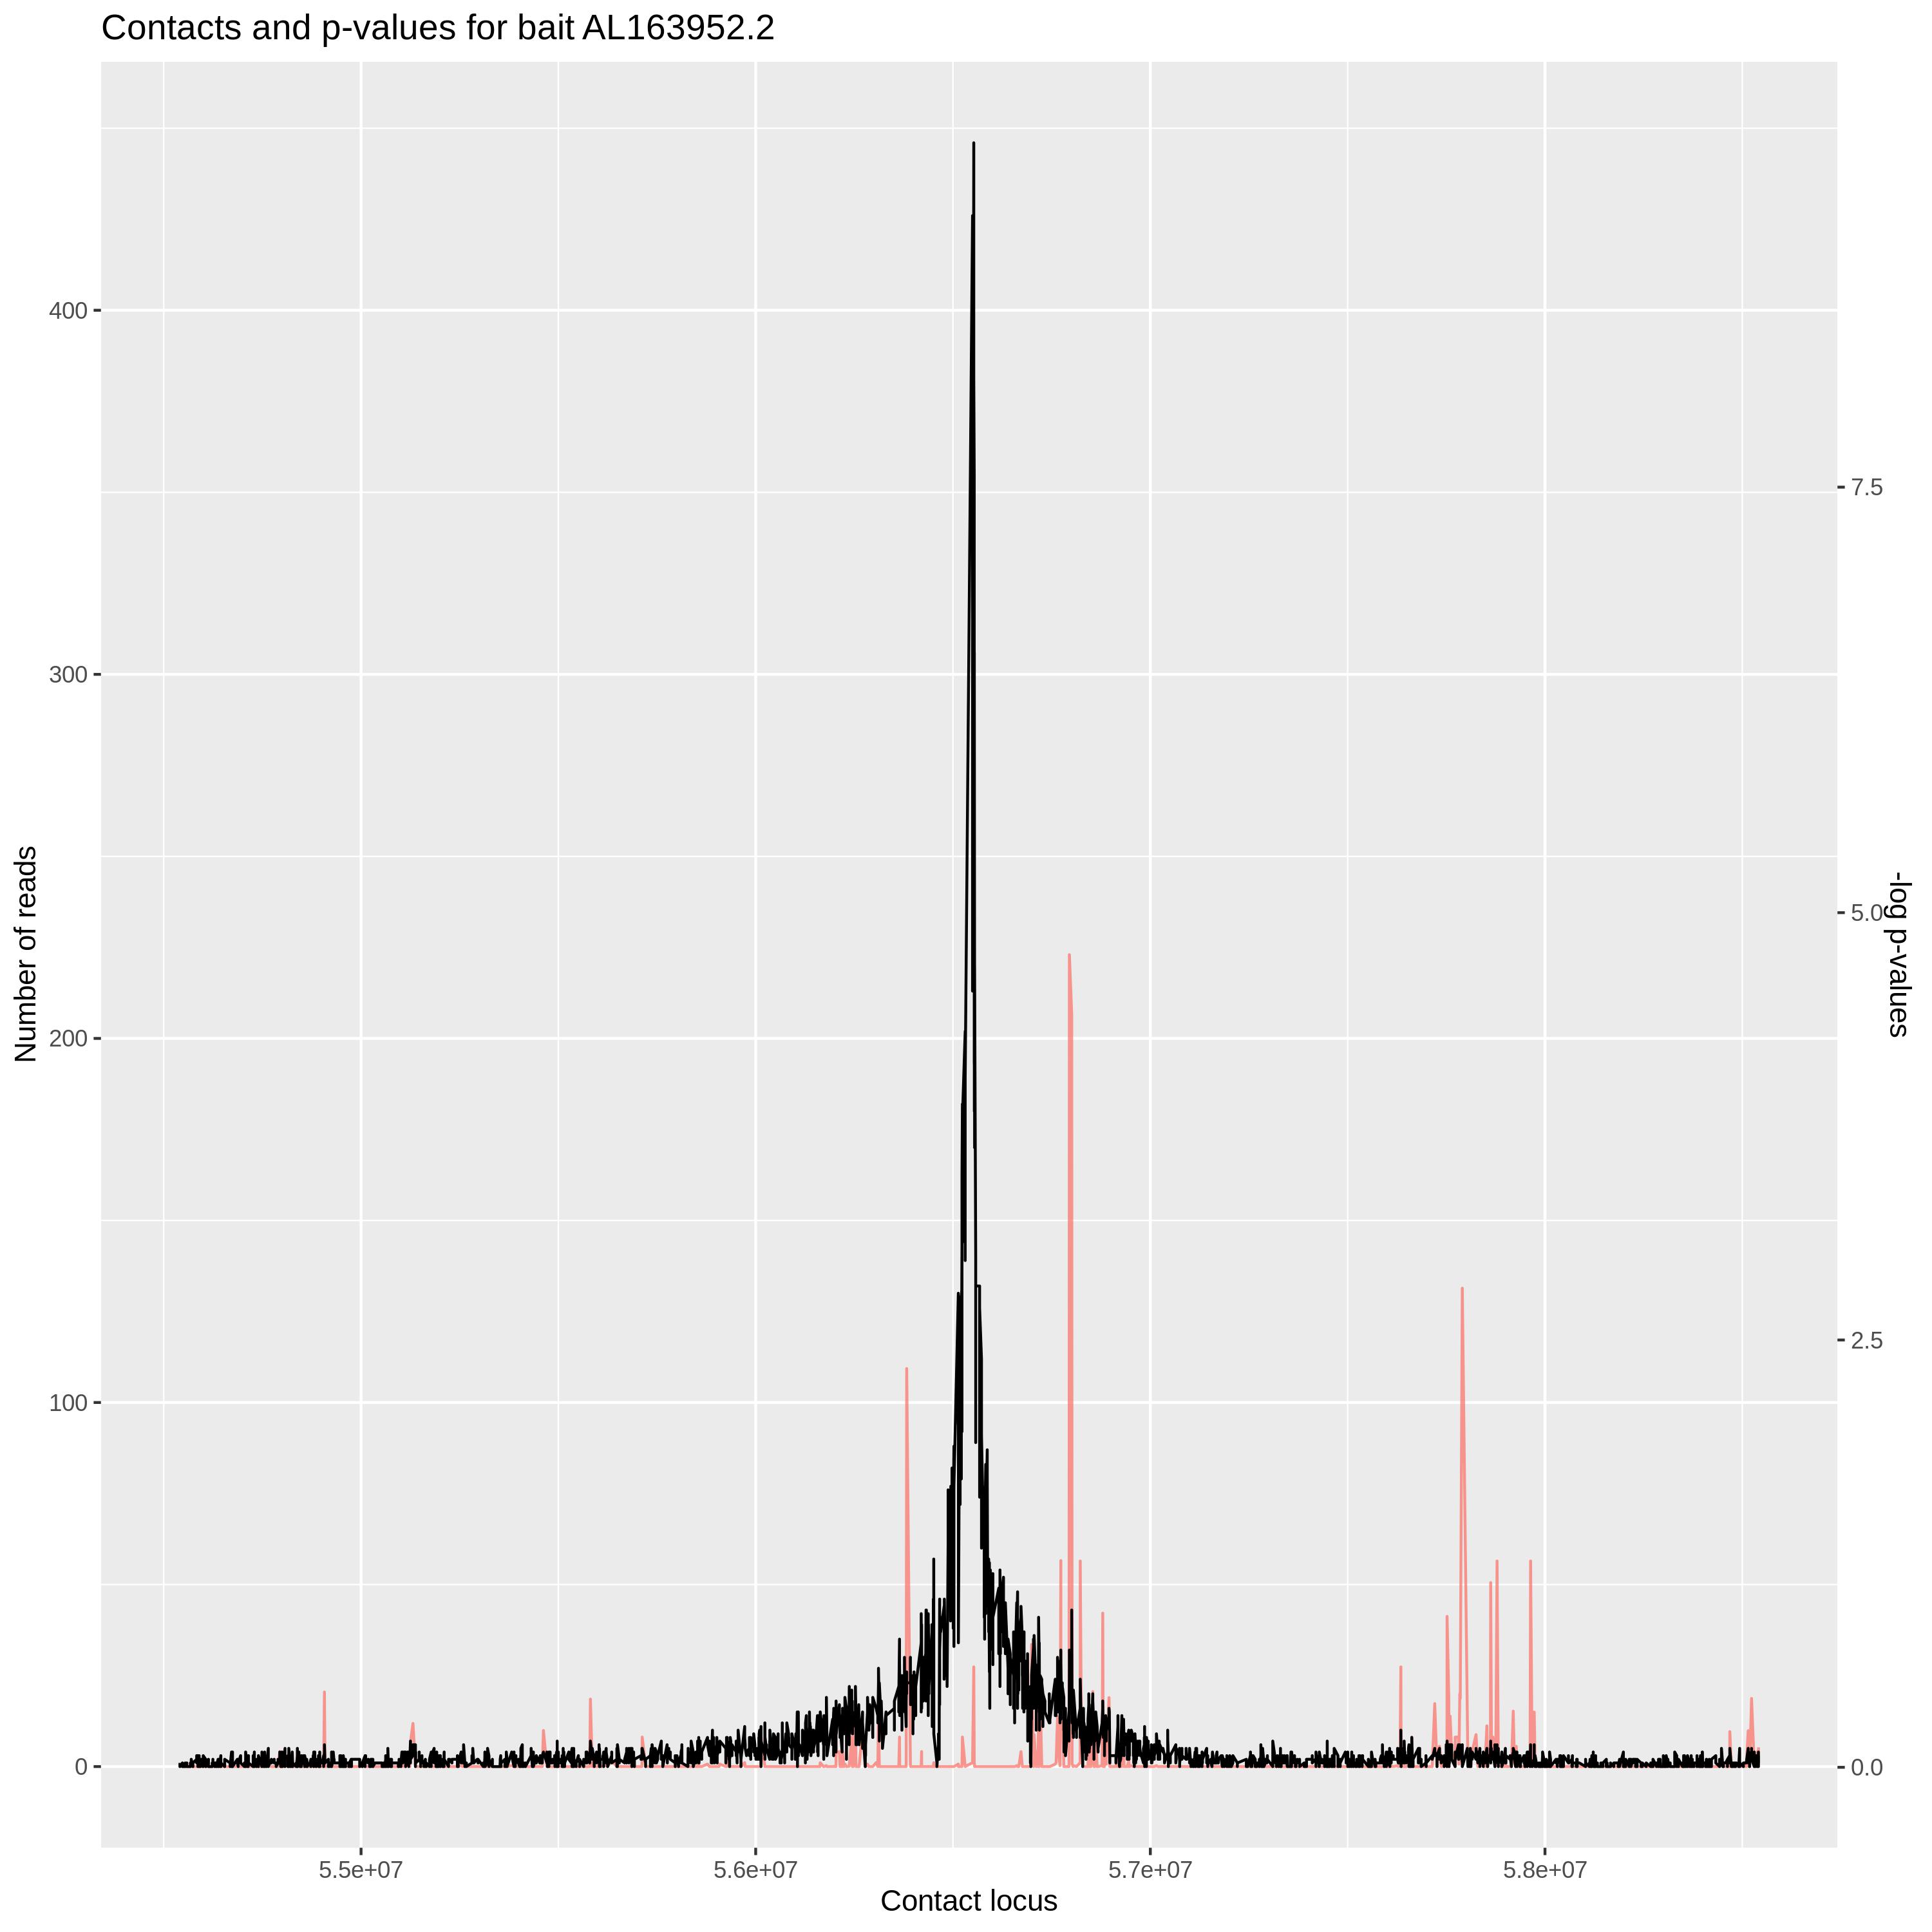 Contacts and p-values for bait AL163952.2
400
300
200
100
0
Number of reads
7.5
5.0
2.5
0.0
-log p-values
5.5e+07
5.6e+07
5.7e+07
5.8e+07
Contact locus